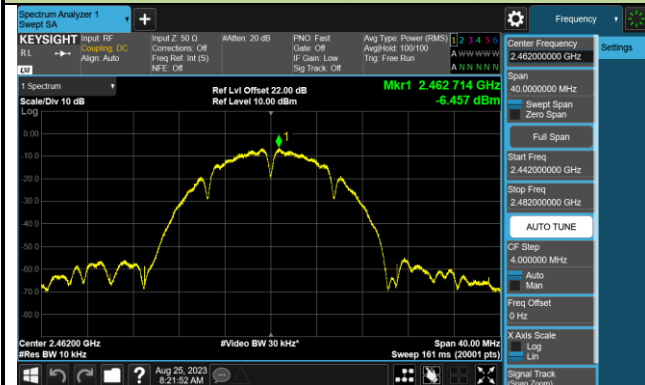 Spectrum Analyzer 1
Swept SA
+
Frequency
KEYSIGHT
Input: RF
Coupling: DC
Align: Auto
Input Z: 50 Ω
Corrections: Off
Freq Ref: Int (S)
NFE: Off
#Atten: 20 dB
PNO: Fast
Gate: Off
IF Gain: Low
Sig Track: Off
Avg Type: Power (RMS)
Avg|Hold: 100/100
Trig: Free Run
1 2 3 4 5 6
A W W W W W
A N N N N N
RL
LXI
Center Frequency
2.462000000 GHz
Settings
Span
40.0000000 MHz
Swept Span
Zero Span
Full Span
Start Freq
2.442000000 GHz
Stop Freq
2.482000000 GHz
AUTO TUNE
CF Step
4.000000 MHz
Auto
Man
Freq Offset
0 Hz
X Axis Scale
Log
Lin
Signal Track
(Span Zoom)
1 Spectrum
Scale/Div 10 dB
Log
Ref Lvl Offset 22.00 dB
Ref Level 10.00 dBm
Mkr1 2.462 714 GHz
-6.457 dBm
1
0.00
-10.0
-20.0
-30.0
-40.0
-50.0
-60.0
-70.0
-80.0
Center 2.46200 GHz
#Res BW 10 kHz
#Video BW 30 kHz*
Span 40.00 MHz
Sweep 161 ms (20001 pts)
?
Aug 25, 2023
8:21:52 AM